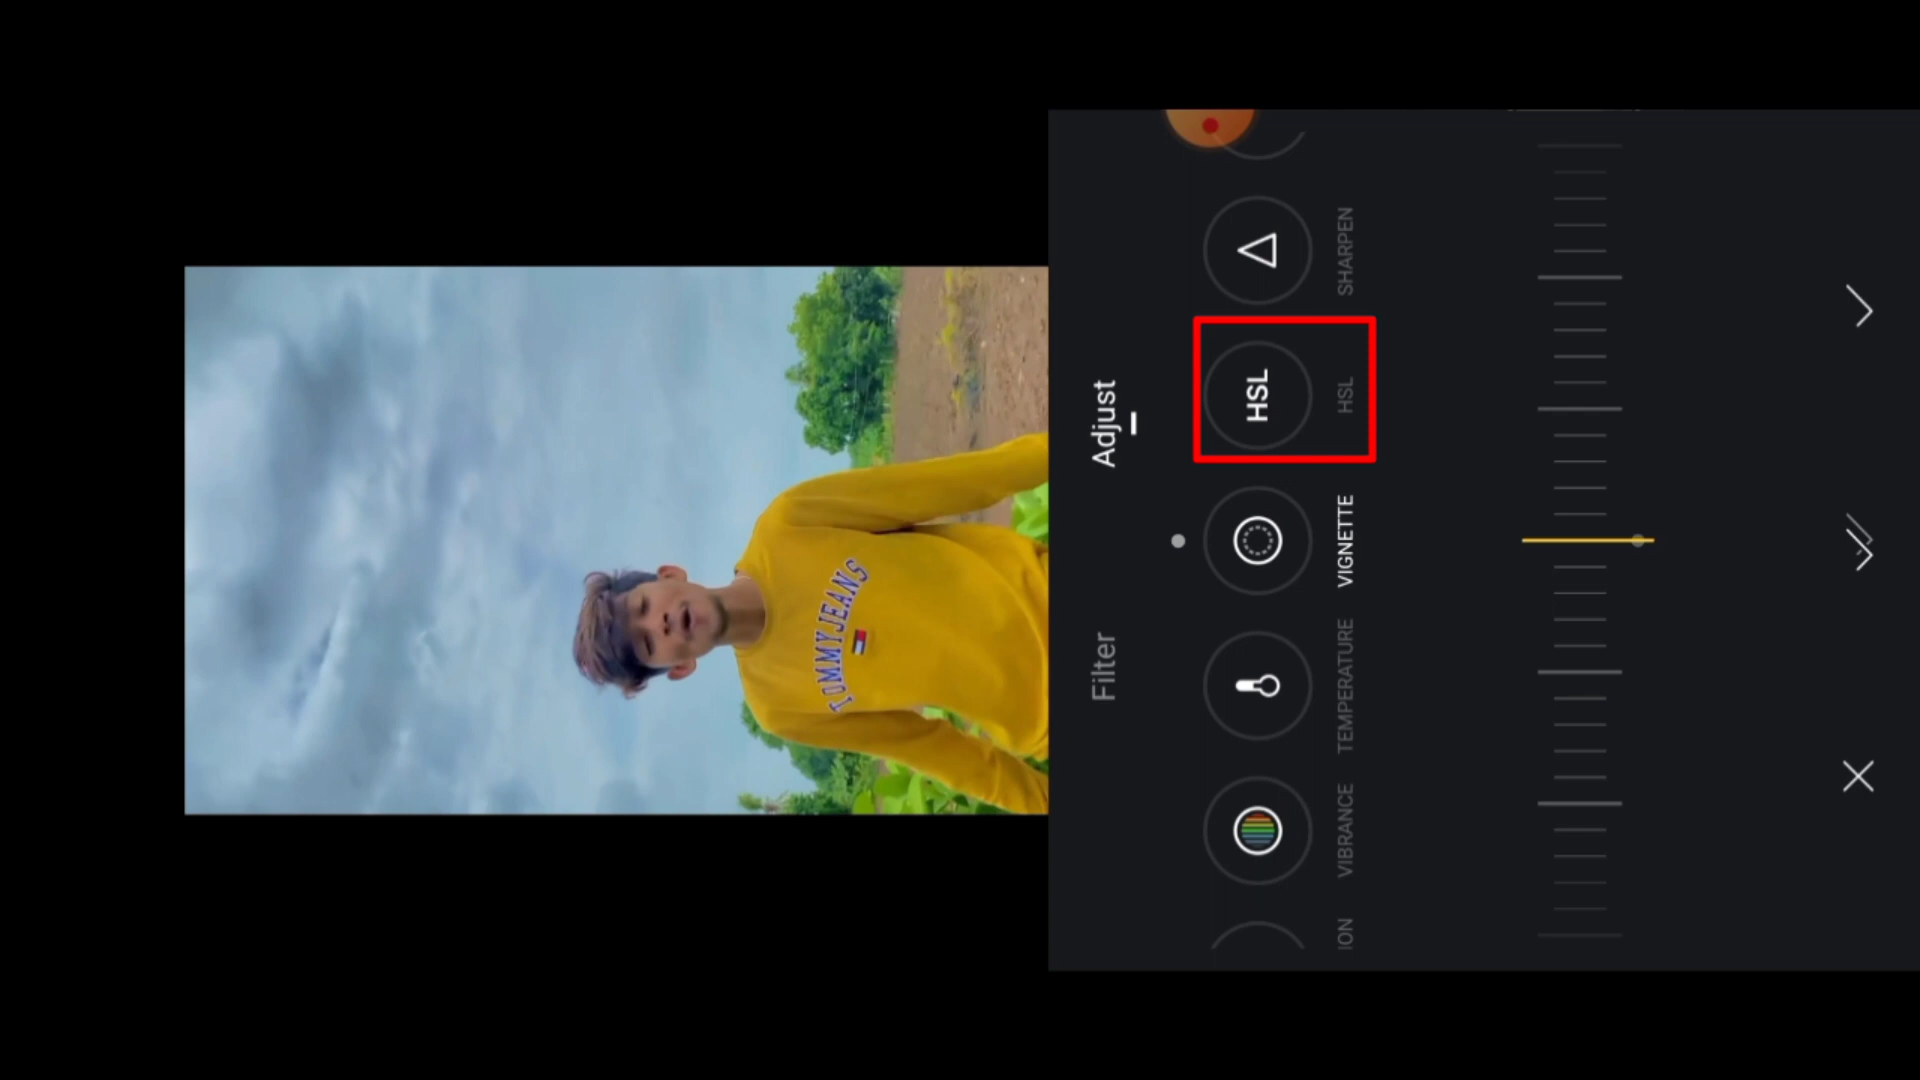 TOMMY JEANS
Filter
Adjust
ION
VIBRANCE
TEMPERATURE
VIGNETTE
HSL
HSL
SHARPEN